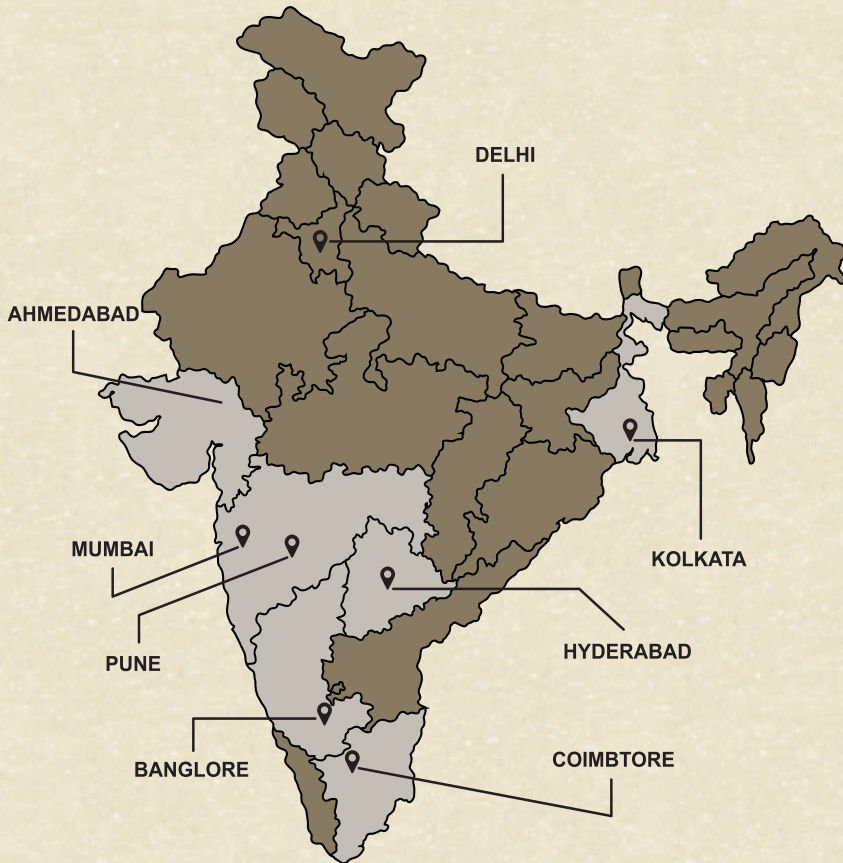 DELHI
AHMEDABAD
MUMBAI
KOLKATA
PUNE
HYDERABAD
BANGLORE
COIMBTORE